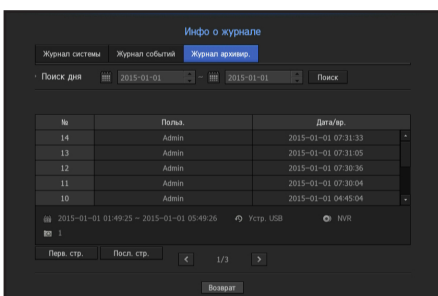 Инфо о журнале
Журнал системы Журнал событий Журнал архивир.
Поиск дня 2015-01-01 ~ 2015-01-01 Поиск
№ Польз. Дата/вр.
14 Admin 2015-01-01 07:31:33
13 Admin 2015-01-01 07:31:05
12 Admin 2015-01-01 07:30:36
11 Admin 2015-01-01 07:30:04
10 Admin 2015-01-01 04:45:04
2015-01-01 01:49:25 ~ 2015-01-01 05:49:26 Устр. USB NVR
1
Перв. стр. Посл. стр. < 1/3 >
Возврат